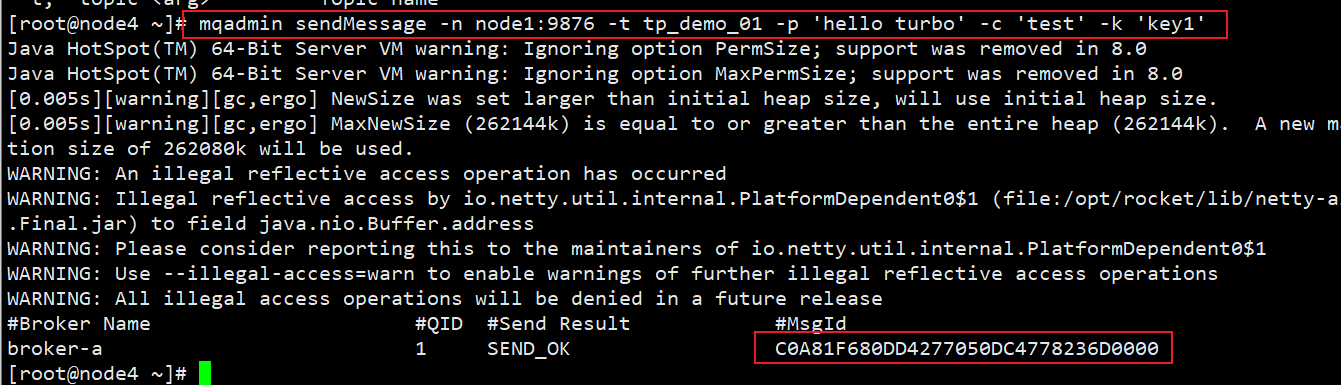 [root@node4 ~]# mqadmin sendMessage -n node1:9876 -t tp_demo_01 -p 'hello turbo' -c 'test' -k 'key1'
Java HotSpot(TM) 64-Bit Server VM warning: Ignoring option PermSize; support was removed in 8.0
Java HotSpot(TM) 64-Bit Server VM warning: Ignoring option MaxPermSize; support was removed in 8.0
[0.005s][warning][gc,ergo] NewSize was set larger than initial heap size, will use initial heap size.
[0.005s][warning][gc,ergo] MaxNewSize (262144k) is equal to or greater than the entire heap (262144k).  A new
tion size of 262080k will be used.
WARNING: An illegal reflective access operation has occurred
WARNING: Illegal reflective access by io.netty.util.internal.PlatformDependent0$1 (file:/opt/rocket/lib/netty-a
.Final.jar) to field java.nio.Buffer.address
WARNING: Please consider reporting this to the maintainers of io.netty.util.internal.PlatformDependent0$1
WARNING: Use --illegal-access=warn to enable warnings of further illegal reflective access operations
WARNING: All illegal access operations will be denied in a future release
#Broker Name #QID #Send Result #MsgId
broker-a 1 SEND_OK C0A81F680DD4277050DC4778236D0000
[root@node4 ~]#